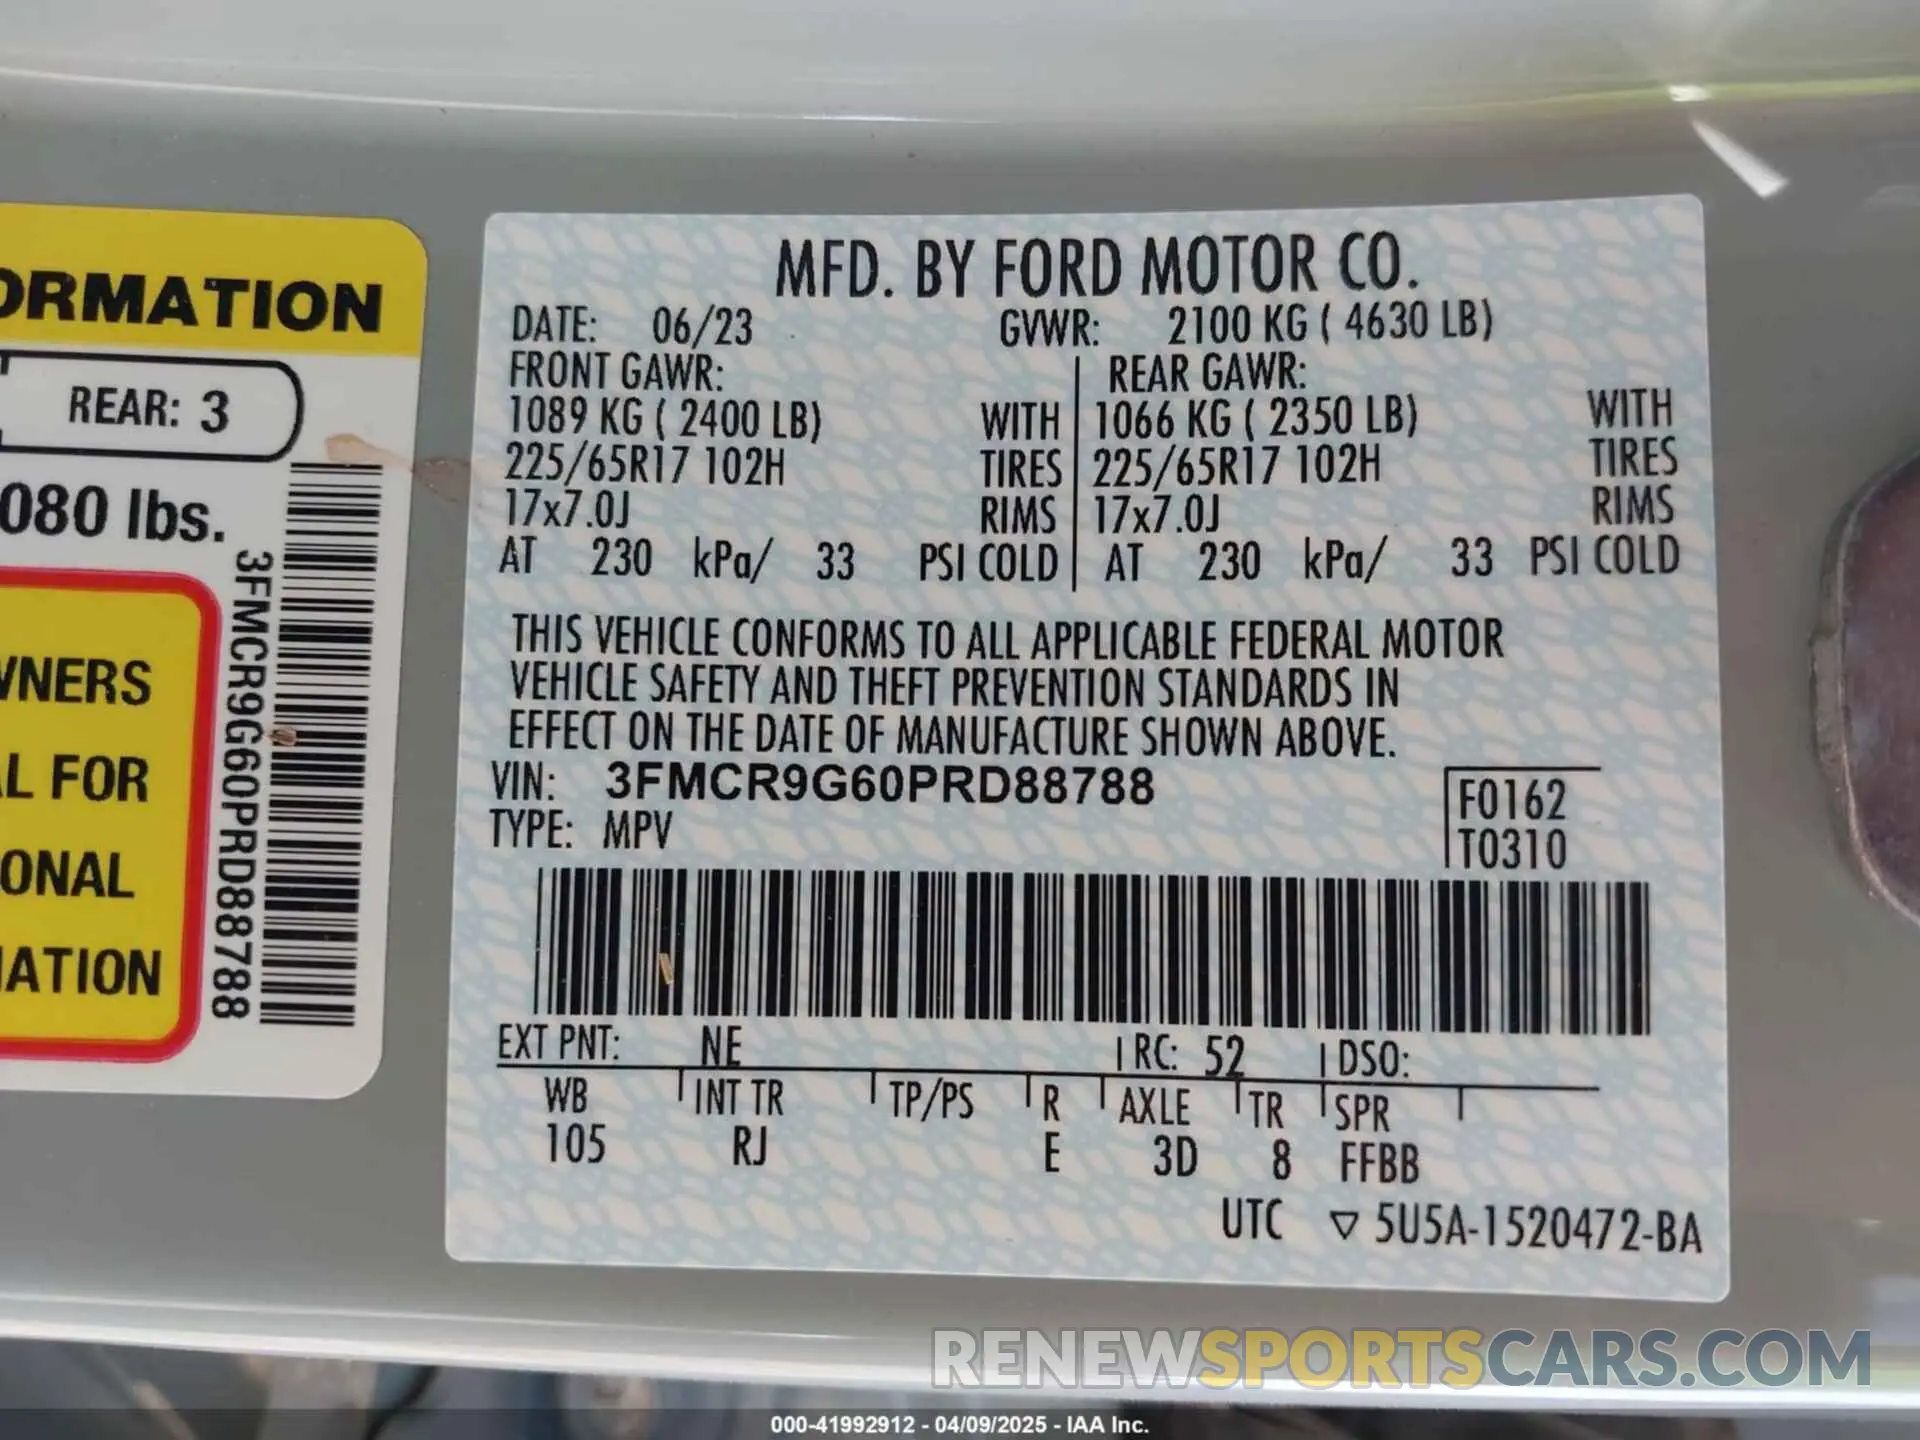 ORMATION
REAR: 3
080 lbs.
WNERS
AL FOR
ONAL
MATION
3FMCR9G60PRD88788
MFD. BY FORD MOTOR CO.
DATE: 06/23 GVWR: 2100 KG ( 4630 LB)
FRONT GAWR: REAR GAWR:
1089 KG ( 2400 LB) WITH 1066 KG ( 2350 LB) WITH
225/65R17 102H TIRES 225/65R17 102H TIRES
17x7.0J RIMS 17x7.0J RIMS
AT 230 kPa/ 33 PSI COLD AT 230 kPa/ 33 PSI COLD
THIS VEHICLE CONFORMS TO ALL APPLICABLE FEDERAL MOTOR
VEHICLE SAFETY AND THEFT PREVENTION STANDARDS IN
EFFECT ON THE DATE OF MANUFACTURE SHOWN ABOVE.
VIN: 3FMCR9G60PRD88788
TYPE: MPV
F0162
T0310
EXT PNT: NE RC: 52 DSO:
WB INT TR TP/PS R AXLE TR SPR
105 RJ E 3D 8 FFBB
UTC ▽ 5U5A-1520472-BA
RENEWSPORTSCARS.COM
000-41992912 - 04/09/2025 - IAA Inc.